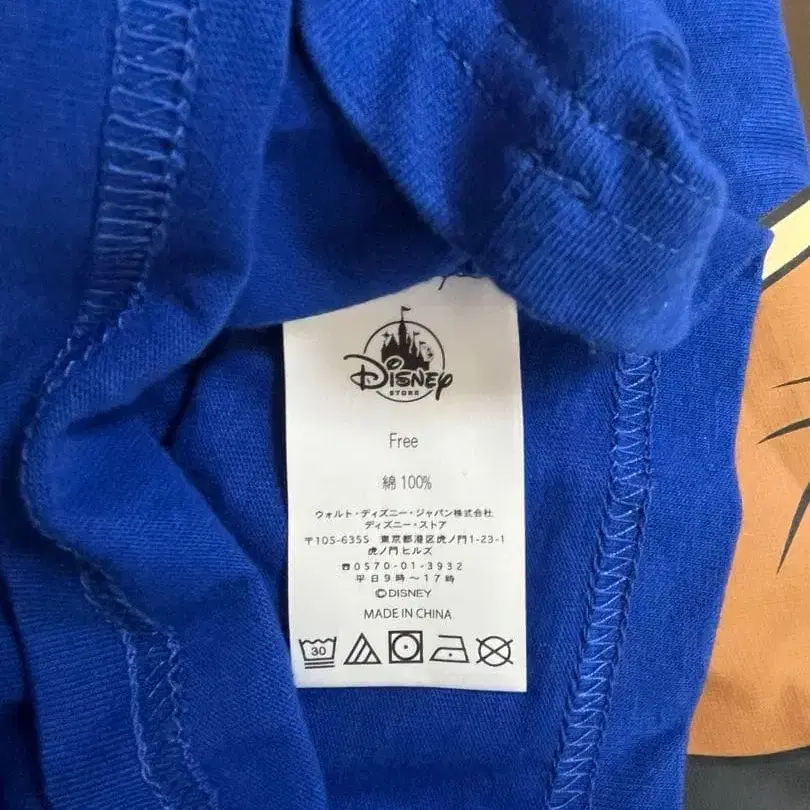 Disney
STORE
Free
綿 100%
ウォルト・ディズニー・ジャパン株式会社
ディズニー・ストア
〒105-6355 東京都港区虎ノ門1-23-1
虎ノ門ヒルズ
☎0570-01-3932
平日9時～17時
©DISNEY
MADE IN CHINA
30